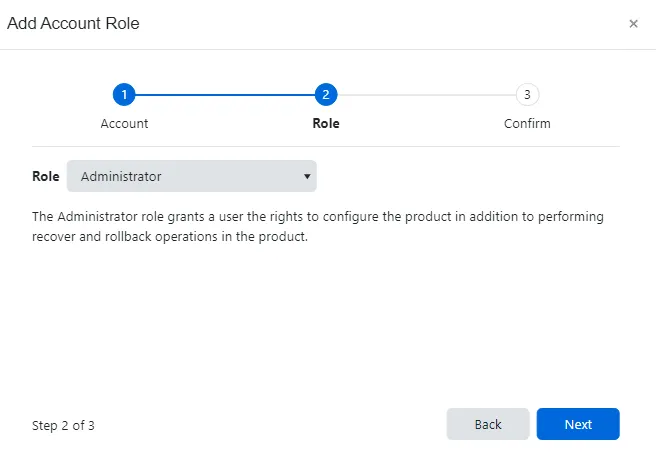 Add Account Role
×
1 2 3
Account Role Confirm
Role Administrator
The Administrator role grants a user the rights to configure the product in addition to performing
recover and rollback operations in the product.
Step 2 of 3 Back Next